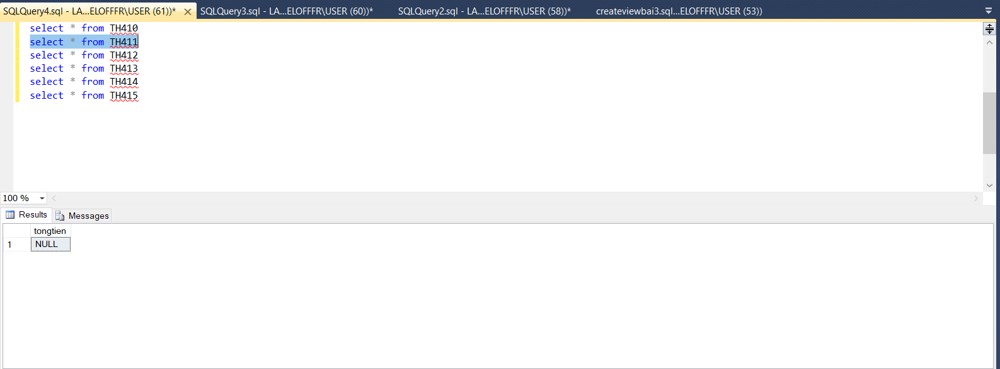 SQLQuery4.sql - LA...ELOFFFR\USER (61))* SQLQuery3.sql - LA...ELOFFFR\USER (60))* SQLQuery2.sql - LA...ELOFFFR\USER (58))* createviewbai3.sql...ELOFFFR\USER (53))
select * from TH410
select * from TH411
select * from TH412
select * from TH413
select * from TH414
select * from TH415
100 %
Results Messages
tongtien
1 NULL